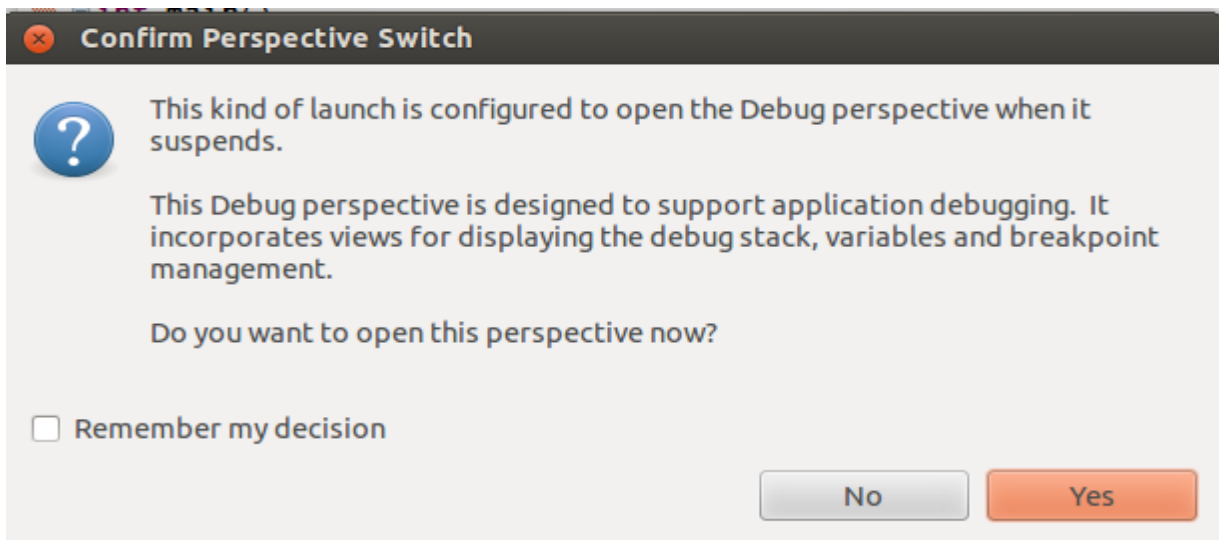 Confirm Perspective Switch
This kind of launch is configured to open the Debug perspective when it
suspends.
This Debug perspective is designed to support application debugging.  It
incorporates views for displaying the debug stack, variables and breakpoint
management.
Do you want to open this perspective now?
Remember my decision
No
Yes